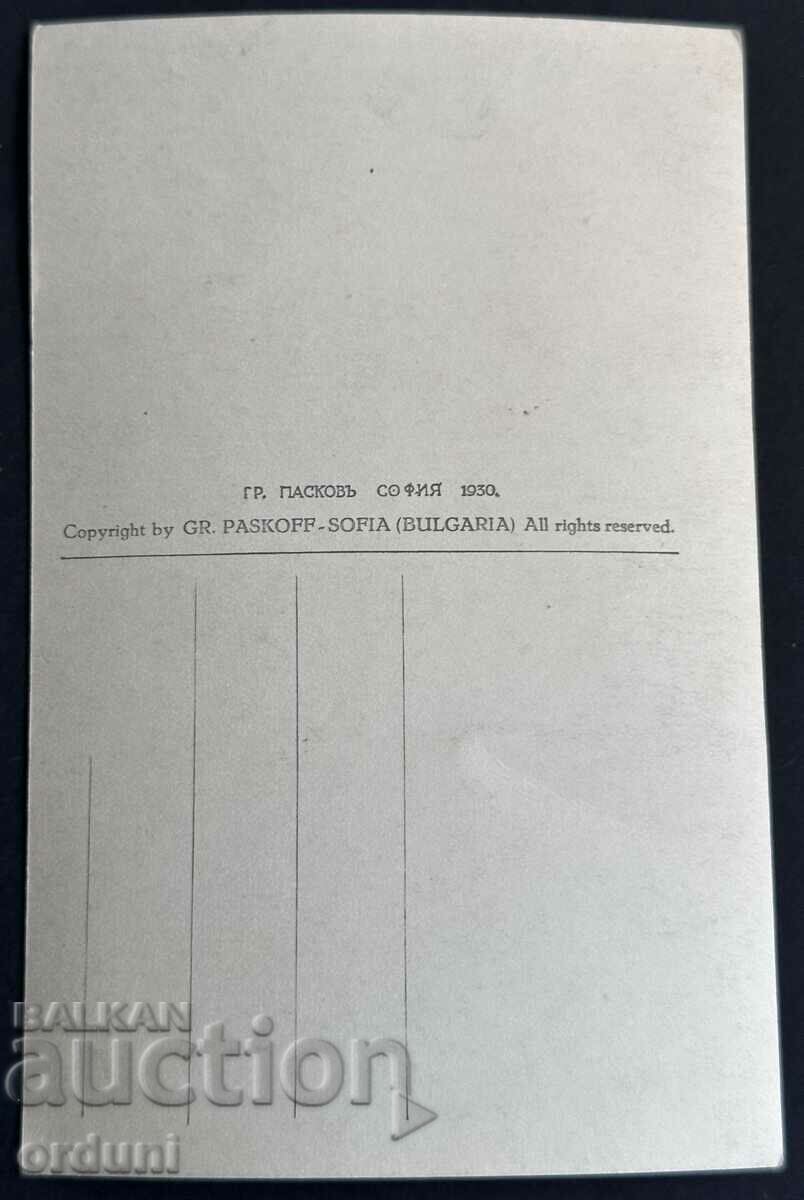 ГР. ПАСКОВЪ СОФИЯ 1930.
Copyright by GR. PASKOFF-SOFIA (BULGARIA) All rights reserved.
BALKAN
auction
orduni